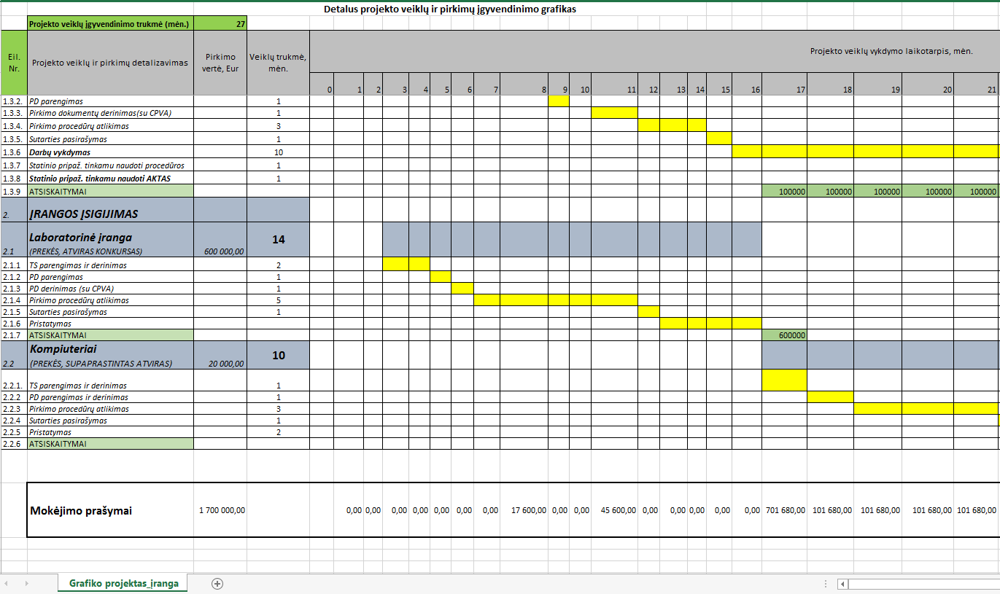 Detalus projekto veiklų ir pirkimų įgyvendinimo grafikas
Projekto veiklų įgyvendinimo trukmė (mėn.) 27
Eil. Nr. Projekto veiklų ir pirkimų detalizavimas Pirkimo vertė, Eur Veiklų trukmė, mėn. Projekto veiklų vykdymo laikotarpis, mėn.
0 1 2 3 4 5 6 7 8 9 10 11 12 13 14 15 16 17 18 19 20 21
1.3.2. PD parengimas 1
1.3.3. Pirkimo dokumentų derinimas(su CPVA) 1
1.3.4. Pirkimo procedūrų atlikimas 3
1.3.5. Sutarties pasirašymas 1
1.3.6 Darbų vykdymas 10
1.3.7 Statinio pripaž. tinkamu naudoti procedūros 1
1.3.8 Statinio pripaž. tinkamu naudoti AKTAS 1
1.3.9 ATSISKAITYMAI 100000 100000 100000 100000 100000
2. ĮRANGOS ĮSIGIJIMAS
Laboratorinė įranga 14
2.1 (PREKĖS, ATVIRAS KONKURSAS) 600 000,00
2.1.1 TS parengimas ir derinimas 2
2.1.2 PD parengimas 1
2.1.3 PD derinimas (su CPVA) 1
2.1.4 Pirkimo procedūrų atlikimas 5
2.1.5 Sutarties pasirašymas 1
2.1.6 Pristatymas
2.1.7 ATSISKAITYMAI 600000
Kompiuteriai 10
2.2 (PREKĖS, SUPAPRASTINTAS ATVIRAS) 20 000,00
2.2.1. TS parengimas ir derinimas 1
2.2.2 PD parengimas ir derinimas 1
2.2.3 Pirkimo procedūrų atlikimas 3
2.2.4 Sutarties pasirašymas 1
2.2.5 Pristatymas 2
2.2.6 ATSISKAITYMAI
Mokėjimo prašymai 1 700 000,00 0,00 0,00 0,00 0,00 0,00 0,00 0,00 17 600,00 0,00 0,00 45 600,00 0,00 0,00 0,00 0,00 0,00 701 680,00 101 680,00 101 680,00 101 680,00 101 680,00
Grafiko projektas_įranga